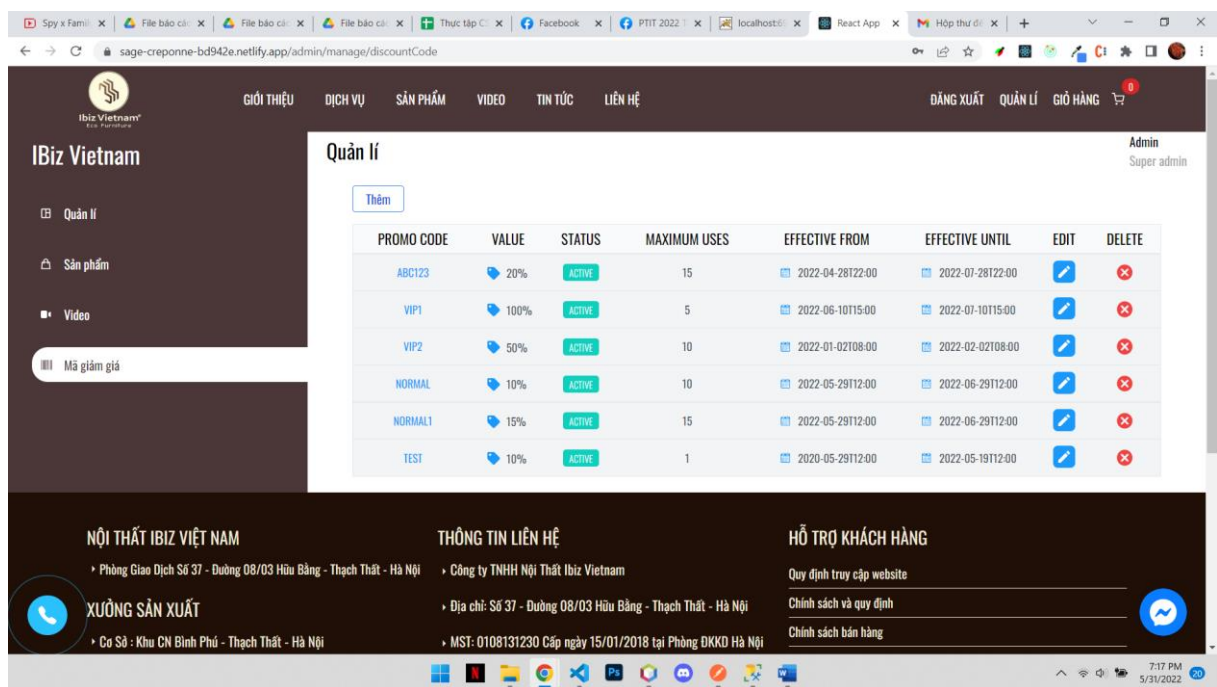 Spy x Famil
File báo các
File báo các
File báo các
Thực tập CS
Facebook
PTIT 2022 T
localhost:6
React App
Hộp thư đế
sage-creponne-bd942e.netlify.app/admin/manage/discountCode
Ibiz Vietnam
Eco Furniture
GIỚI THIỆU DỊCH VỤ SẢN PHẨM VIDEO TIN TỨC LIÊN HỆ ĐĂNG XUẤT QUẢN LÍ GIỎ HÀNG 0
IBiz Vietnam
Quản lí
Sản phẩm
Video
Mã giảm giá
Quản lí
Admin
Super admin
Thêm
PROMO CODE VALUE STATUS MAXIMUM USES EFFECTIVE FROM EFFECTIVE UNTIL EDIT DELETE
ABC123 20% ACTIVE 15 2022-04-28T22:00 2022-07-28T22:00
VIP1 100% ACTIVE 5 2022-06-10T15:00 2022-07-10T15:00
VIP2 50% ACTIVE 10 2022-01-02T08:00 2022-02-02T08:00
NORMAL 10% ACTIVE 10 2022-05-29T12:00 2022-06-29T12:00
NORMAL1 15% ACTIVE 15 2022-05-29T12:00 2022-06-29T12:00
TEST 10% ACTIVE 1 2020-05-29T12:00 2022-05-19T12:00
NỘI THẤT IBIZ VIỆT NAM
Phòng Giao Dịch Số 37 - Đường 08/03 Hữu Bằng - Thạch Thất - Hà Nội
XƯỞNG SẢN XUẤT
Cơ Sở : Khu CN Bình Phú - Thạch Thất - Hà Nội
THÔNG TIN LIÊN HỆ
Công ty TNHH Nội Thất Ibiz Vietnam
Địa chỉ: Số 37 - Đường 08/03 Hữu Bằng - Thạch Thất - Hà Nội
MST: 0108131230 Cấp ngày 15/01/2018 tại Phòng ĐKKD Hà Nội
HỖ TRỢ KHÁCH HÀNG
Quy định truy cập website
Chính sách và quy định
Chính sách bán hàng
7:17 PM
5/31/2022
20